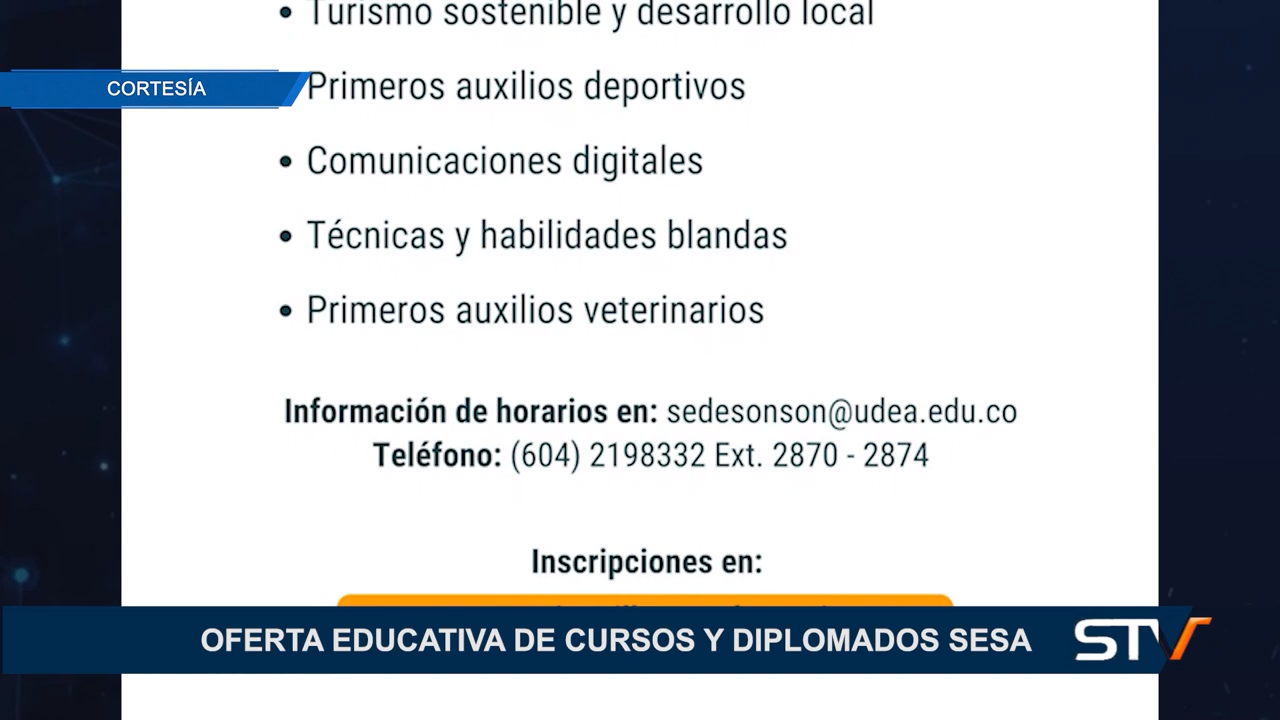 • Turismo sostenible y desarrollo local
CORTESÍA
Primeros auxilios deportivos
• Comunicaciones digitales
• Técnicas y habilidades blandas
• Primeros auxilios veterinarios
Información de horarios en: sedesonson@udea.edu.co
Teléfono: (604) 2198332 Ext. 2870 - 2874
Inscripciones en:
OFERTA EDUCATIVA DE CURSOS Y DIPLOMADOS SESA
STV